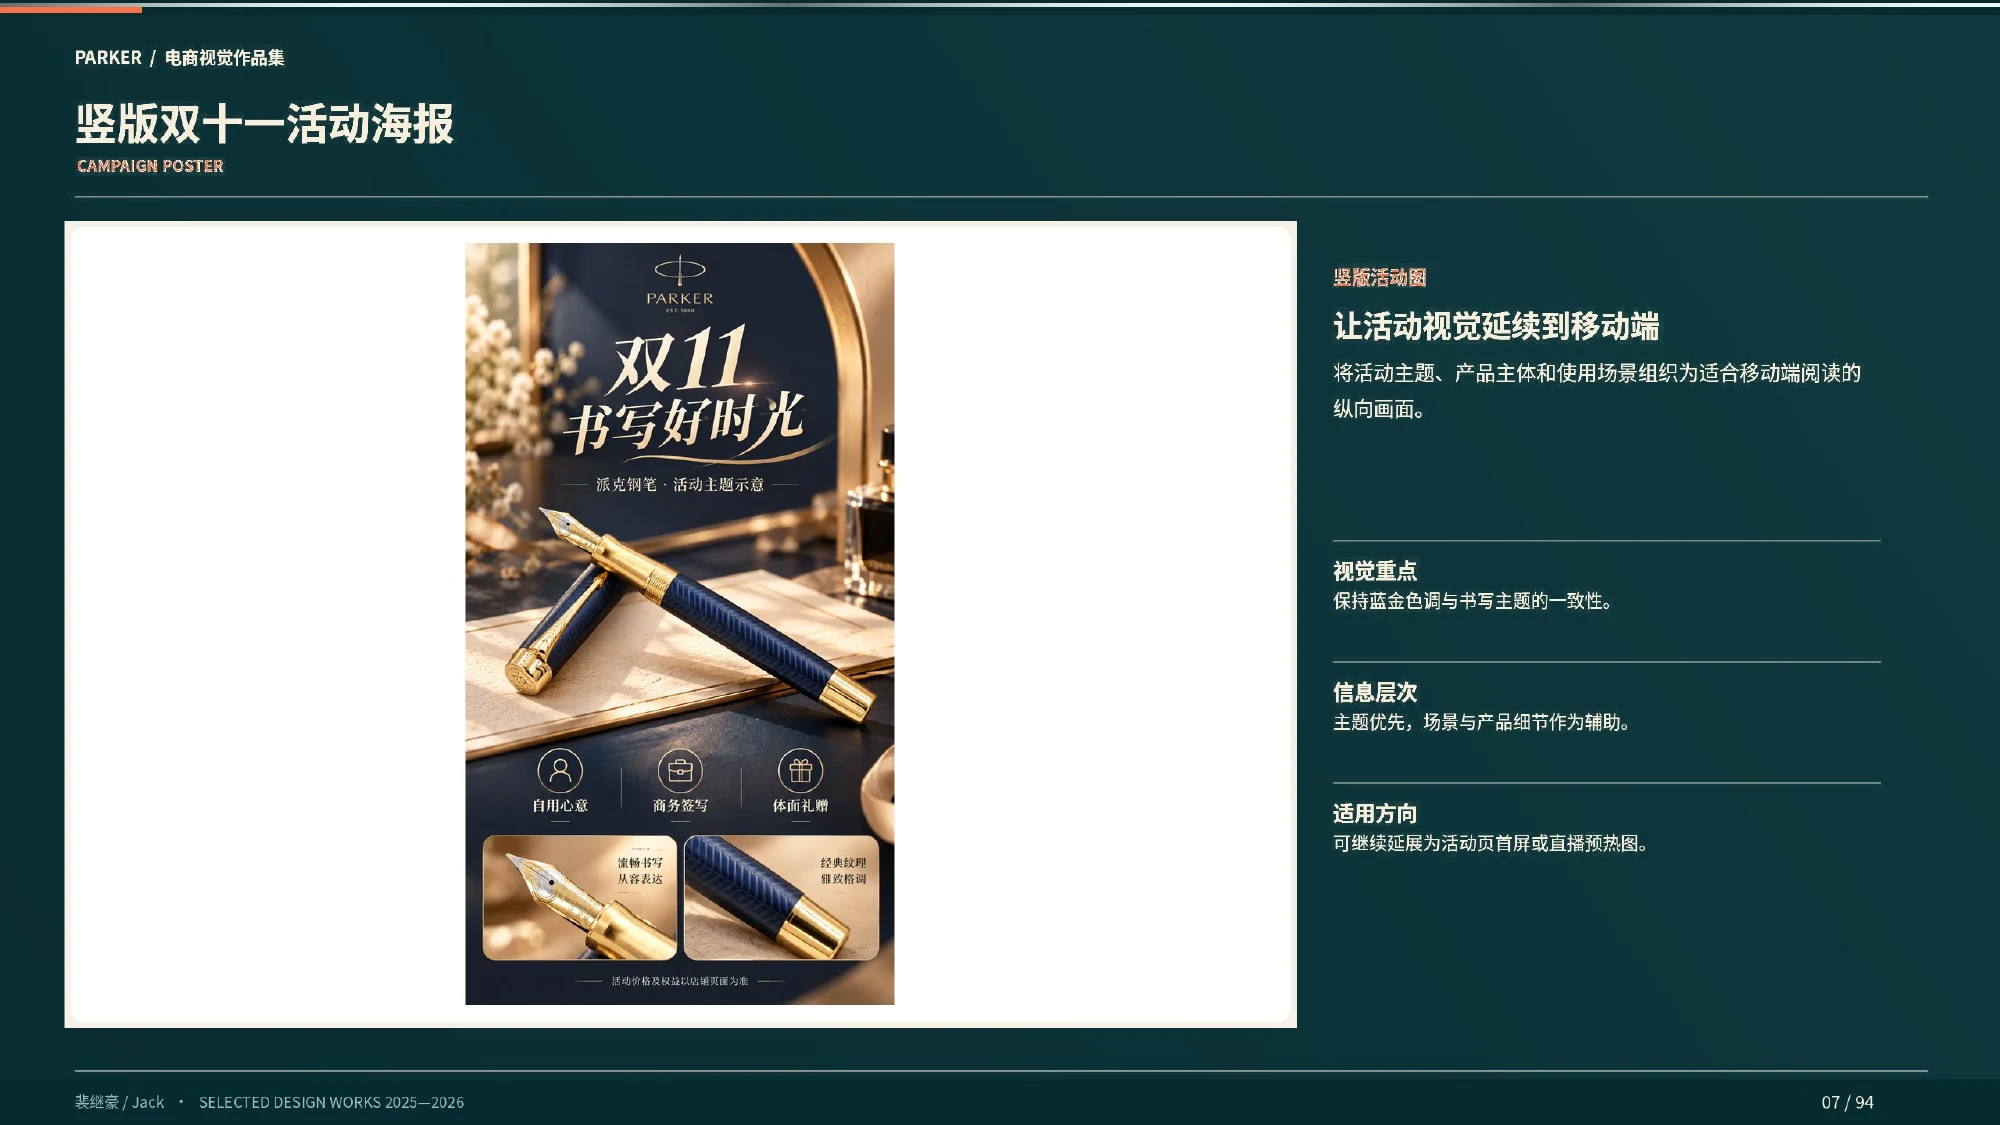 PARKER / 电商视觉作品集
竖版双十一活动海报
CAMPAIGN POSTER
PARKER
EST. 1888
双11
书写好时光
派克钢笔 · 活动主题示意
自用心意
商务签写
体面礼赠
流畅书写
从容表达
经典纹理
雅致格调
活动价格及权益以店铺页面为准
竖版活动图
让活动视觉延续到移动端
将活动主题、产品主体和使用场景组织为适合移动端阅读的
纵向画面。
视觉重点
保持蓝金色调与书写主题的一致性。
信息层次
主题优先，场景与产品细节作为辅助。
适用方向
可继续延展为活动页首屏或直播预热图。
裴继豪 / Jack · SELECTED DESIGN WORKS 2025—2026
07 / 94